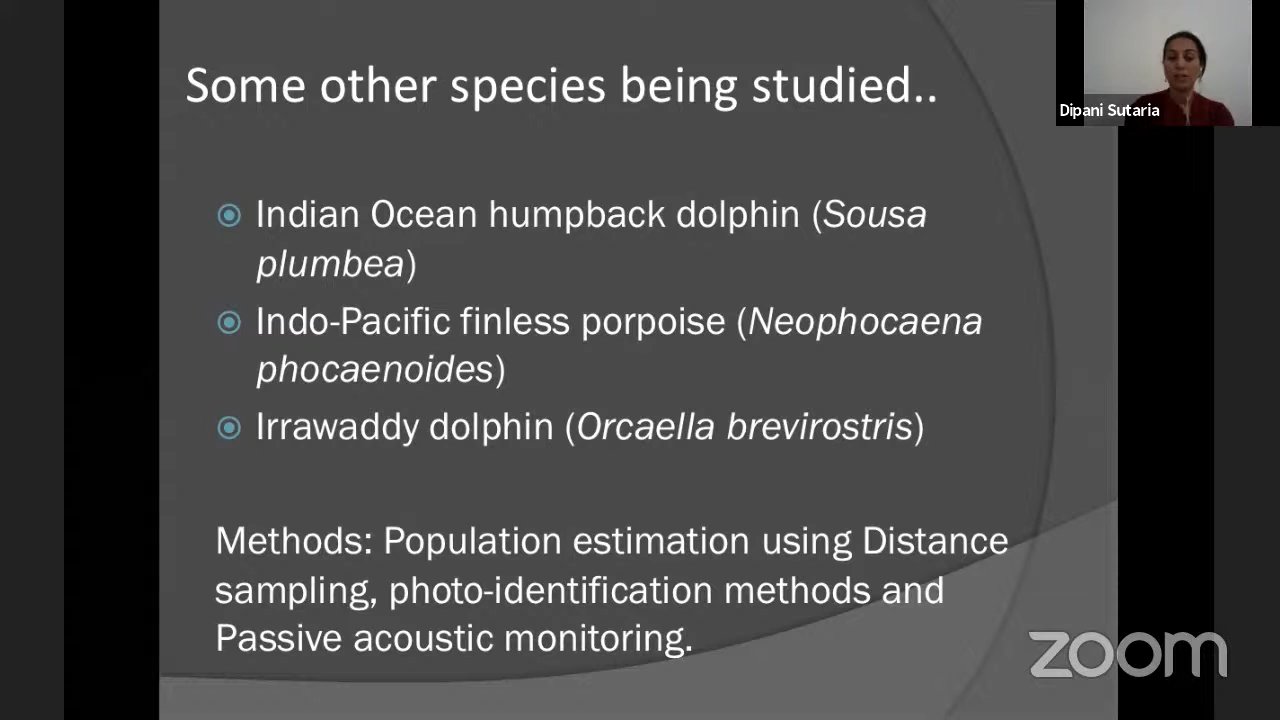 Some other species being studied..
Dipani Sutaria
Indian Ocean humpback dolphin (Sousa
plumbea)
Indo-Pacific finless porpoise (Neophocaena
phocaenoides)
Irrawaddy dolphin (Orcaella brevirostris)
Methods: Population estimation using Distance
sampling, photo-identification methods and
Passive acoustic monitoring.
zoom